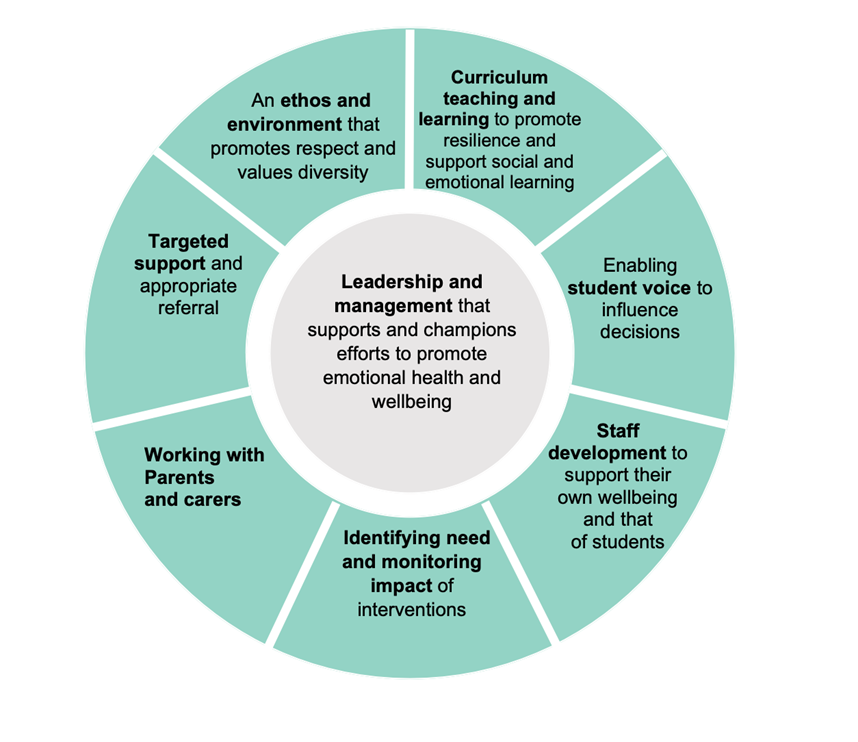 An ethos and
environment that
promotes respect and
values diversity
Curriculum
teaching and
learning to promote
resilience and
support social and
emotional learning
Enabling
student voice to
influence
decisions
Staff
development to
support their
own wellbeing
and that
of students
Identifying need
and monitoring
impact of
interventions
Working with
Parents
and carers
Targeted
support and
appropriate
referral
Leadership and
management that
supports and champions
efforts to promote
emotional health and
wellbeing